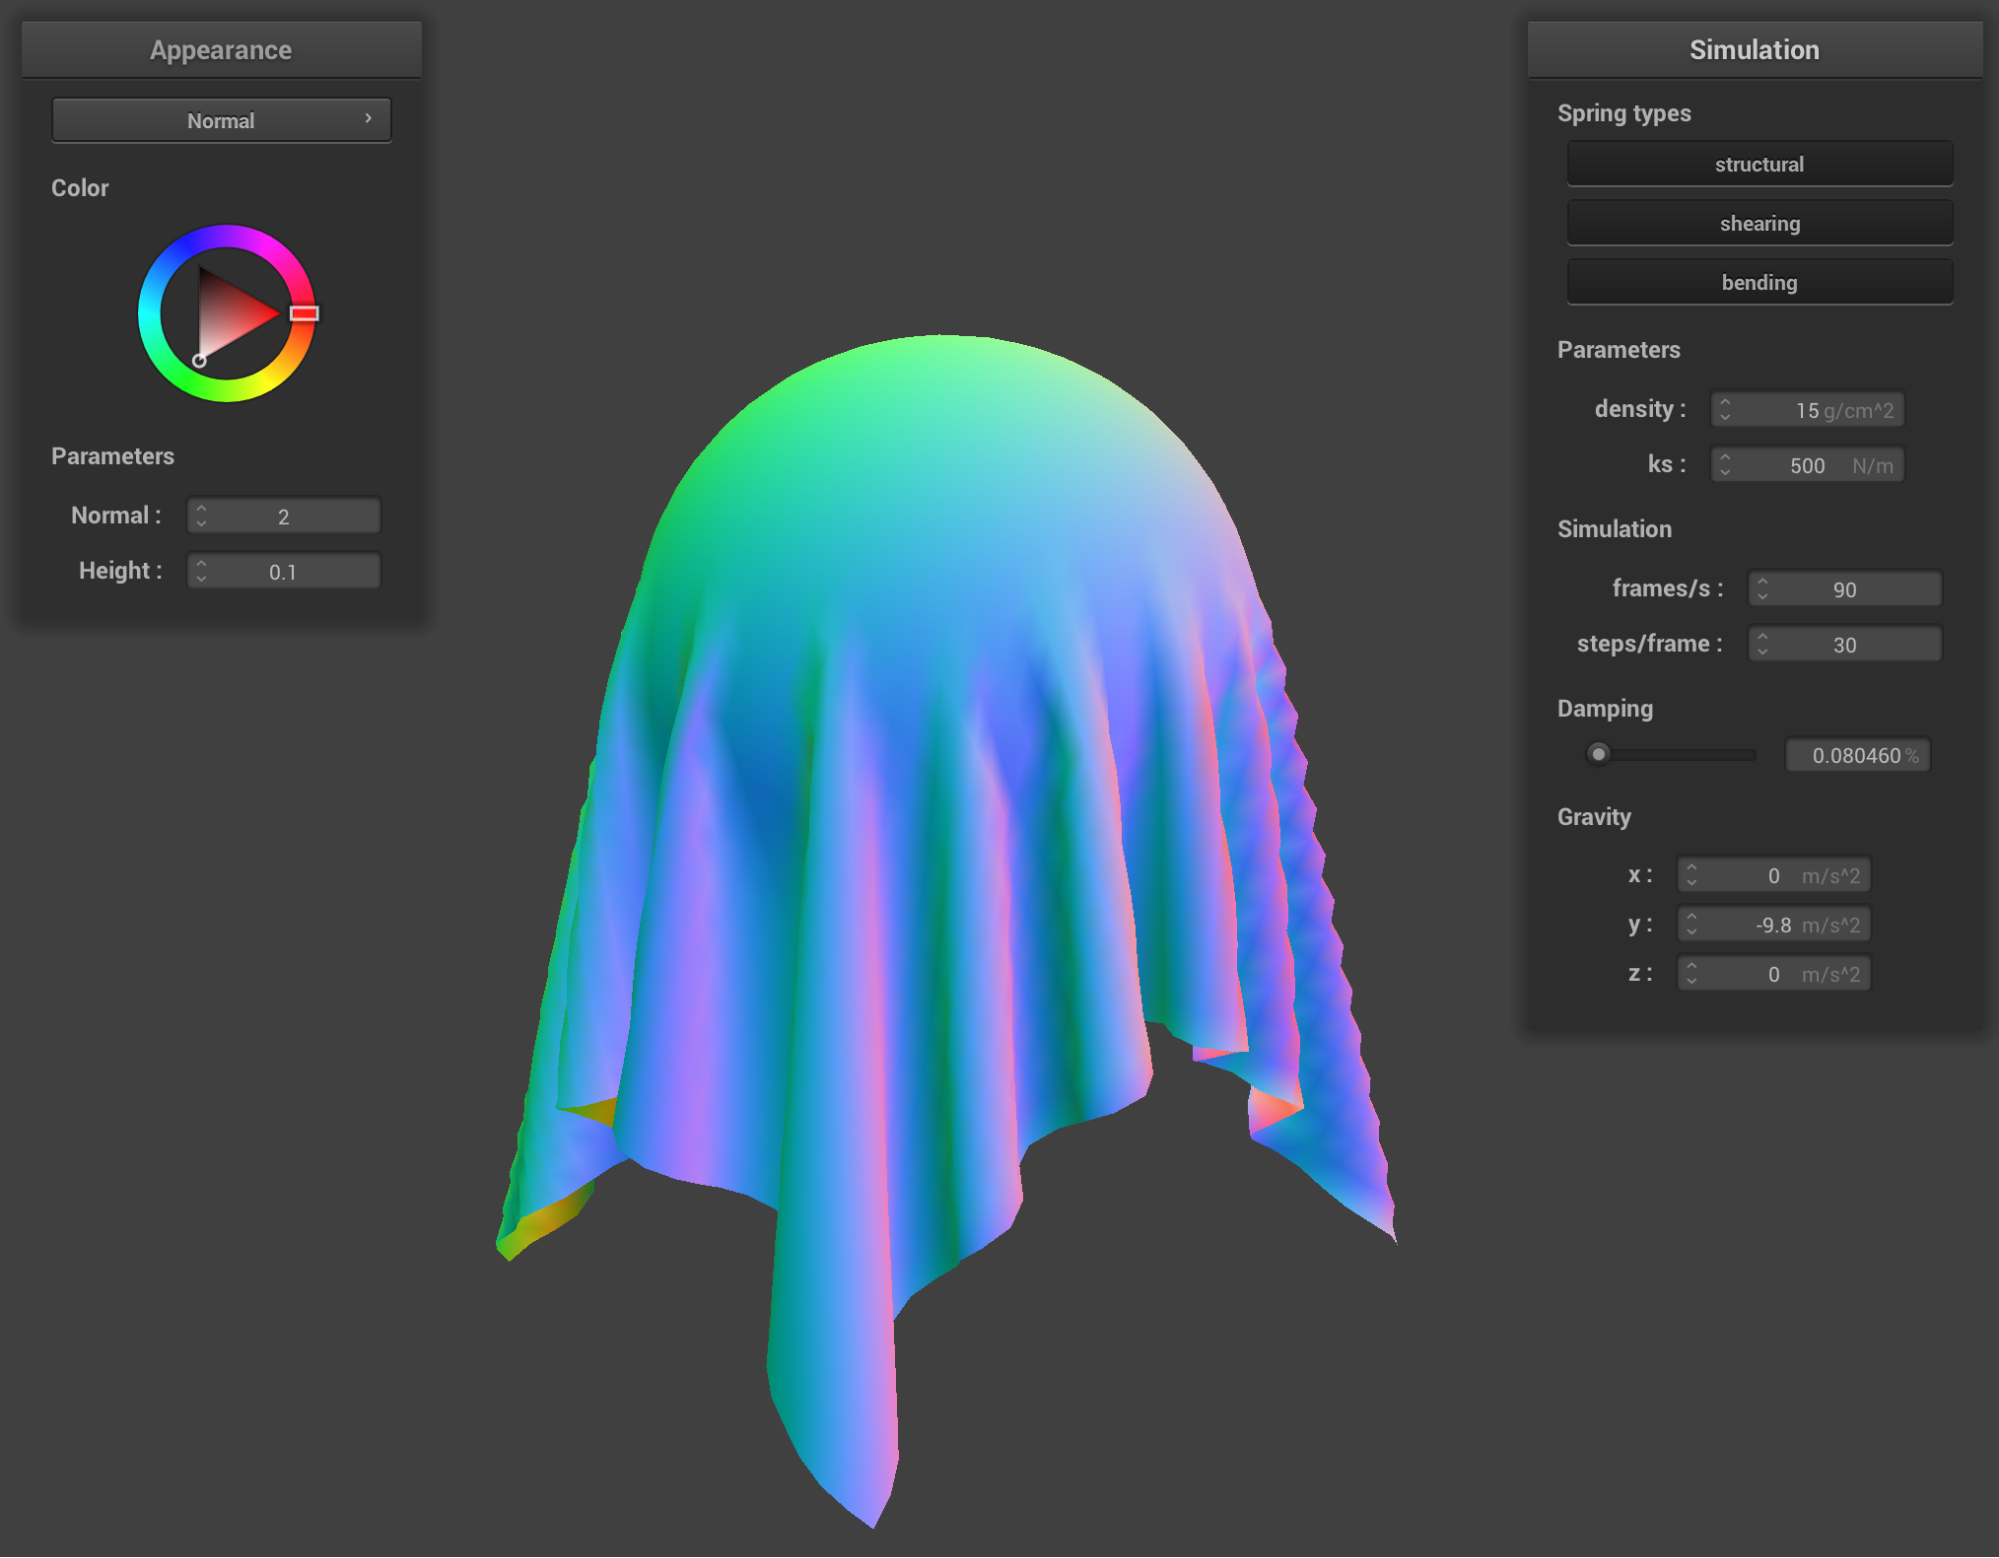 Appearance
Normal
Color
Parameters
Normal : 2
Height : 0.1
Simulation
Spring types
structural
shearing
bending
Parameters
density : 15 g/cm^2
ks : 500 N/m
Simulation
frames/s : 90
steps/frame : 30
Damping
0.080460 %
Gravity
x : 0 m/s^2
y : -9.8 m/s^2
z : 0 m/s^2